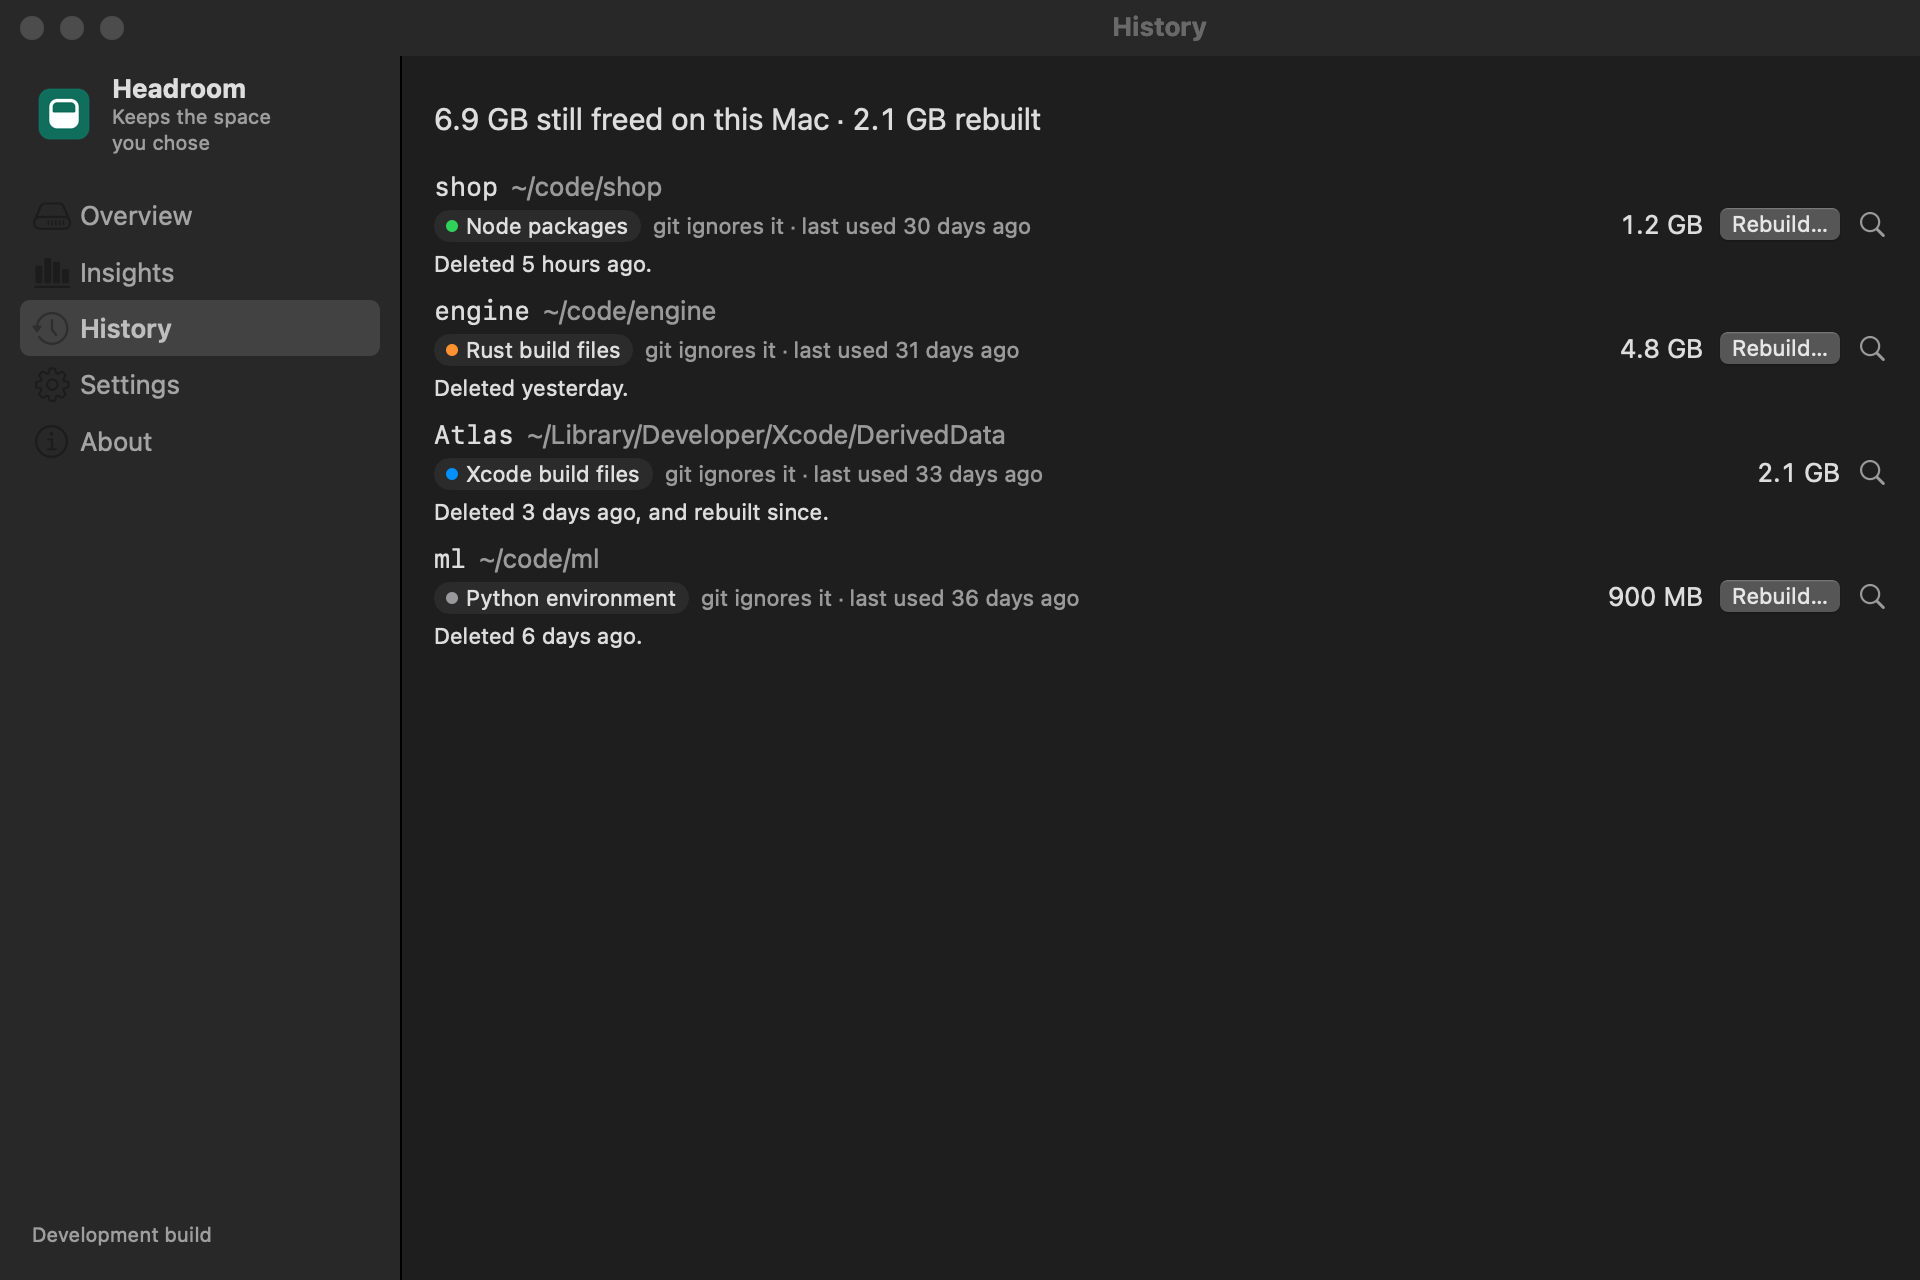 History
Headroom
Keeps the space
you chose
Overview
Insights
History
Settings
About
Development build
6.9 GB still freed on this Mac · 2.1 GB rebuilt
shop ~/code/shop
Node packages git ignores it · last used 30 days ago 1.2 GB Rebuild...
Deleted 5 hours ago.
engine ~/code/engine
Rust build files git ignores it · last used 31 days ago 4.8 GB Rebuild...
Deleted yesterday.
Atlas ~/Library/Developer/Xcode/DerivedData
Xcode build files git ignores it · last used 33 days ago 2.1 GB
Deleted 3 days ago, and rebuilt since.
ml ~/code/ml
Python environment git ignores it · last used 36 days ago 900 MB Rebuild...
Deleted 6 days ago.